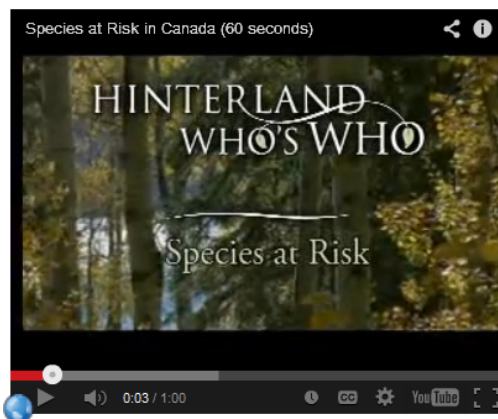 Species at Risk in Canada (60 seconds)
HINTERLAND
WHO'S WHO
Species at Risk
0:03 / 1:00
CC
YouTube